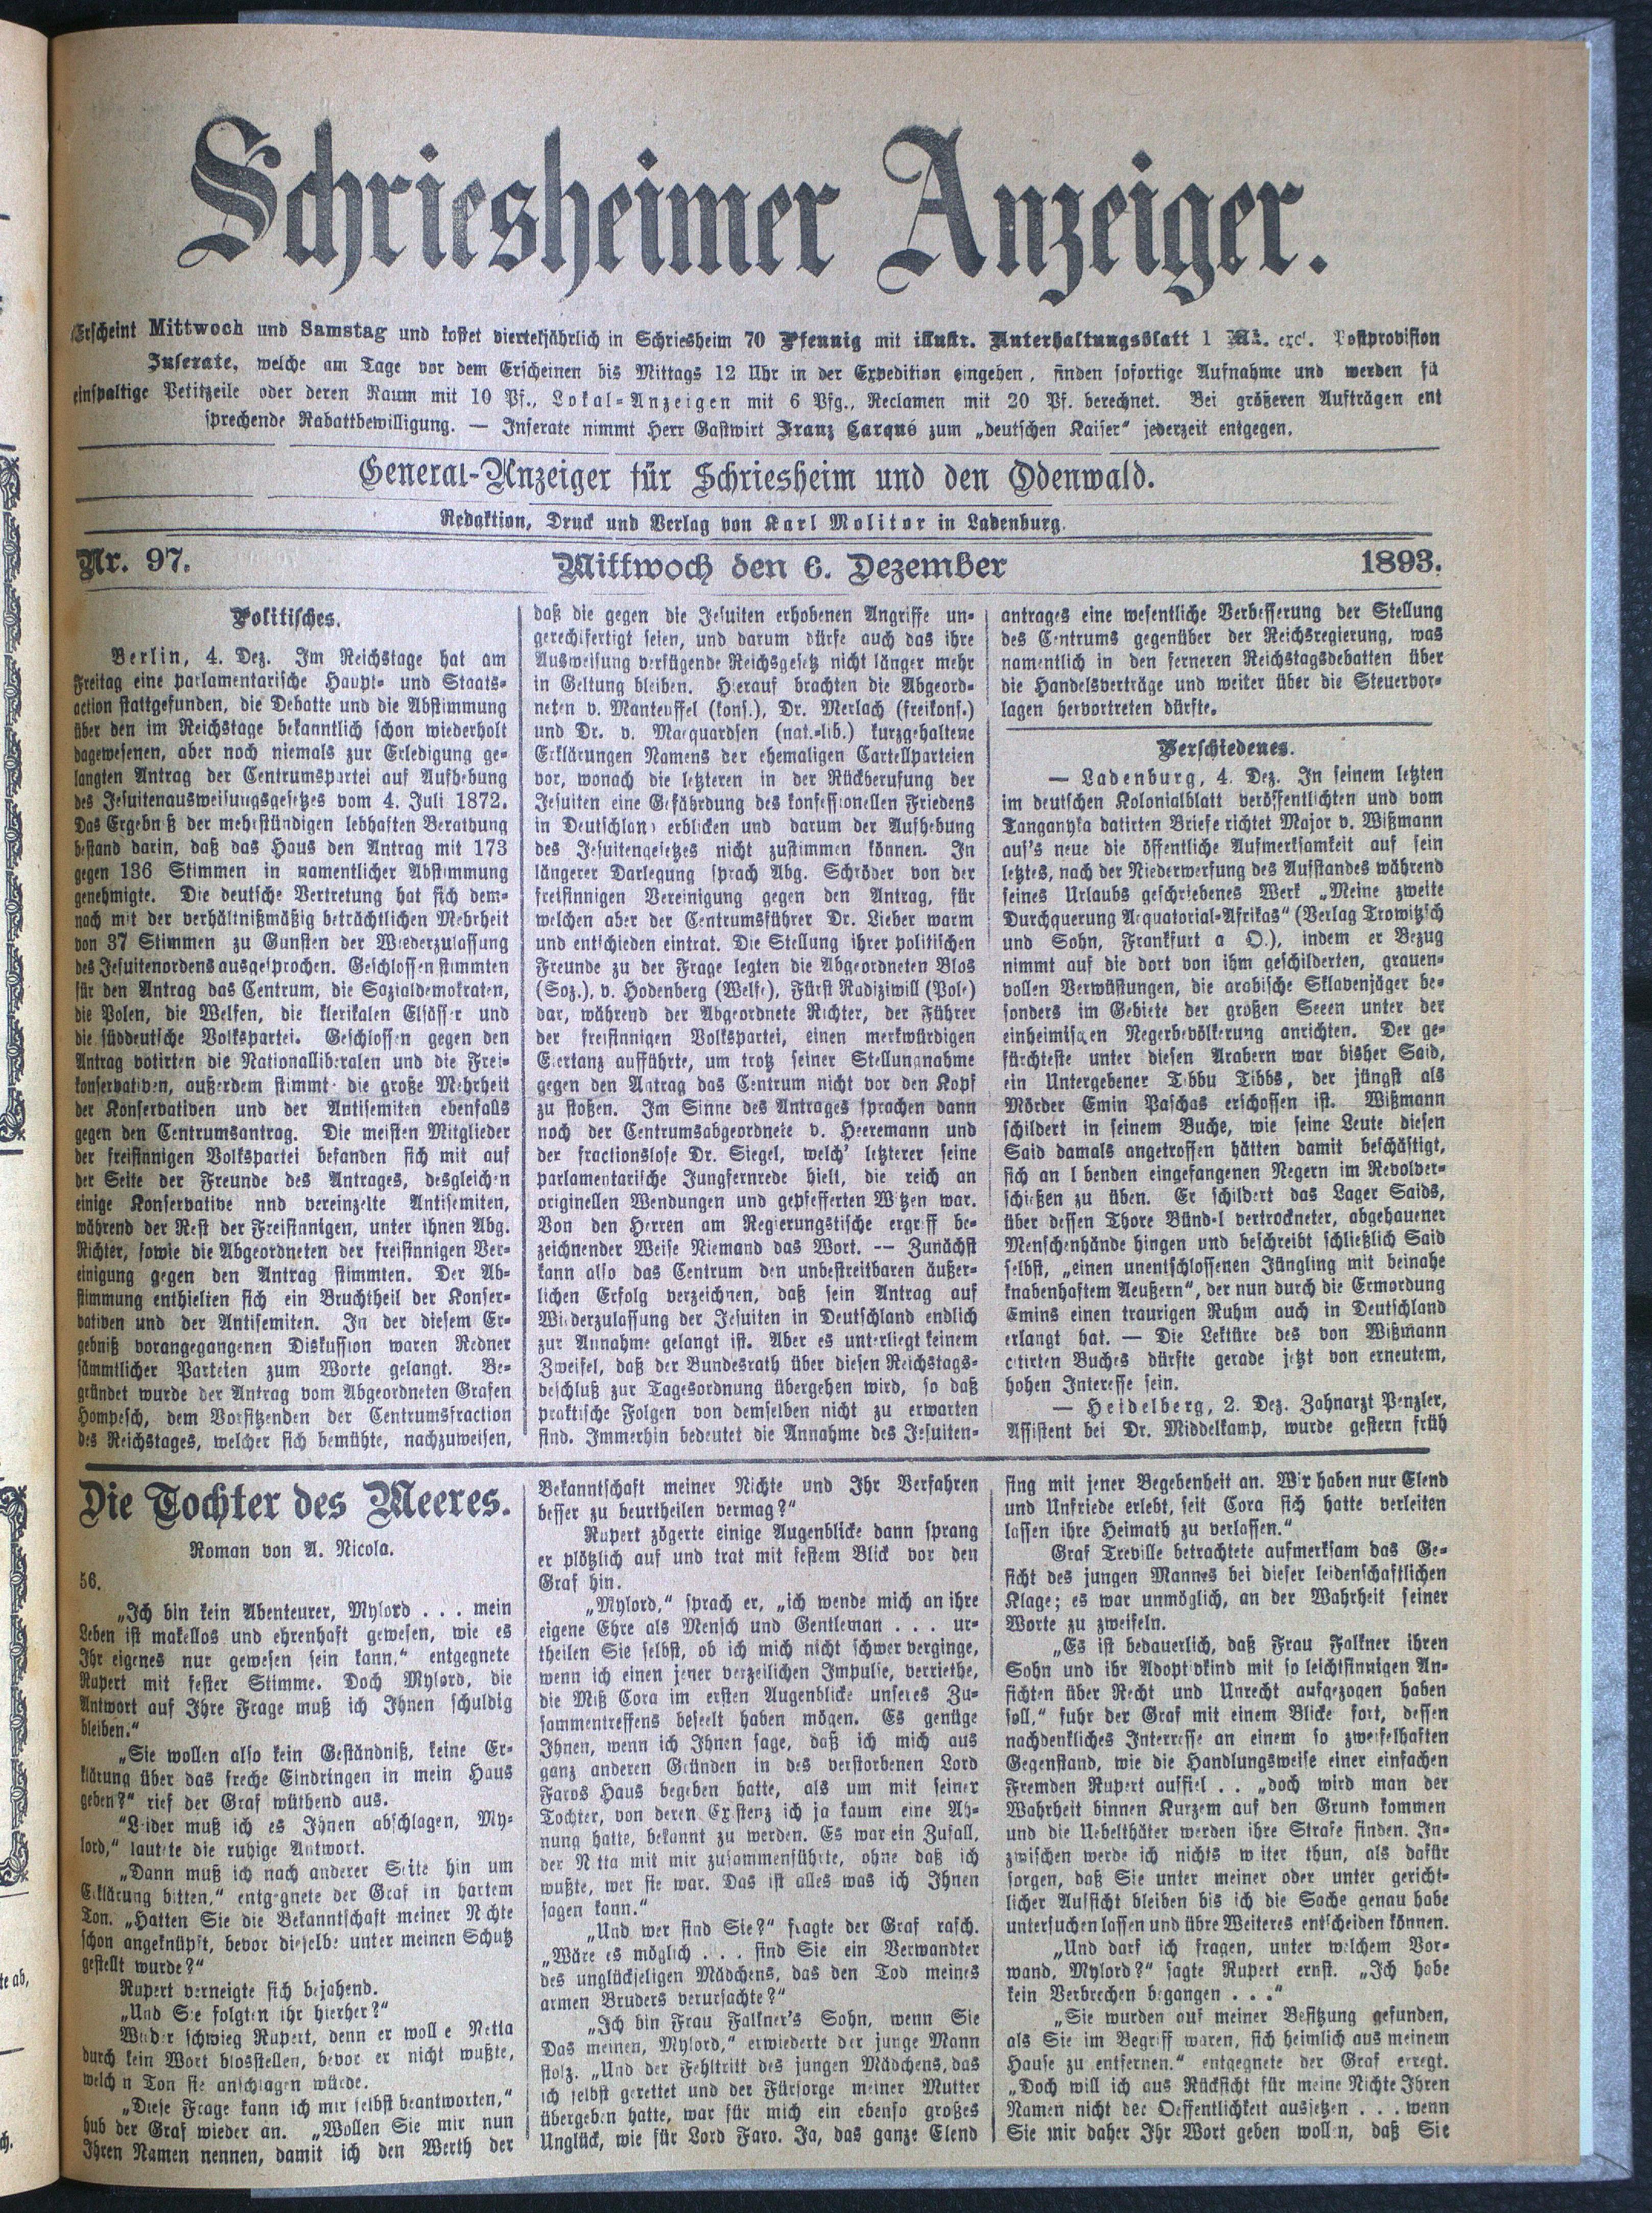 Schriesheimer Anzeiger.
Erscheint Mittwoch und Samstag und kostet vierteljährlich in Schriesheim 70 Pfennig mit illustr. Unterhaltungsblatt 1 Mk. excl. Postprovision
Inserate, welche am Tage vor dem Erscheinen bis Mittags 12 Uhr in der Expedition eingehen, finden sofortige Aufnahme und werden fü
einspaltige Petitzeile oder deren Raum mit 10 Pf., Lokal-Anzeigen mit 6 Pfg., Reclamen mit 20 Pf. berechnet. Bei größeren Aufträgen ent
sprechende Rabattbewilligung. — Inserate nimmt Herr Gastwirt Franz Carqué zum „deutschen Kaiser“ jederzeit entgegen.
General-Anzeiger für Schriesheim und den Odenwald.
Redaktion, Druck und Verlag von Karl Molitor in Ladenburg.
Nr. 97. Mittwoch den 6. Dezember 1893.
Politisches.
Berlin, 4. Dez. Im Reichstage hat am
Freitag eine parlamentarische Haupt- und Staats-
action stattgefunden, die Debatte und die Abstimmung
über den im Reichstage bekanntlich schon wiederholt
dagewesenen, aber noch niemals zur Erledigung ge-
langten Antrag der Centrumspartei auf Aufhebung
des Jesuitenausweisungsgesetzes vom 4. Juli 1872.
Das Ergebniß der mehrstündigen lebhaften Berathung
bestand darin, daß das Haus den Antrag mit 173
gegen 136 Stimmen in namentlicher Abstimmung
genehmigte. Die deutsche Vertretung hat sich dem-
nach mit der verhältnißmäßig beträchtlichen Mehrheit
von 37 Stimmen zu Gunsten der Wiederzulassung
des Jesuitenordens ausgesprochen. Geschlossen stimmten
für den Antrag das Centrum, die Sozialdemokraten,
die Polen, die Welfen, die klerikalen Elsässer und
die süddeutsche Volkspartei. Geschlossen gegen den
Antrag votirten die Nationalliberalen und die Frei-
konservativen, außerdem stimmte die große Mehrheit
der Konservativen und der Antisemiten ebenfalls
gegen den Centrumsantrag. Die meisten Mitglieder
der freisinnigen Volkspartei befanden sich mit auf
der Seite der Freunde des Antrages, desgleichen
einige Konservative nnd vereinzelte Antisemiten,
während der Rest der Freisinnigen, unter ihnen Abg.
Richter, sowie die Abgeordneten der freisinnigen Ver-
einigung gegen den Antrag stimmten. Der Ab-
stimmung enthielten sich ein Bruchtheil der Konser-
vativen und der Antisemiten. In der diesem Er-
gebniß vorangegangenen Diskussion waren Redner
sämmtlicher Parteien zum Worte gelangt. Be-
gründet wurde der Antrag vom Abgeordneten Grafen
Hompesch, dem Vorsitzenden der Centrumsfraction
des Reichstages, welcher sich bemühte, nachzuweisen,
daß die gegen die Jesuiten erhobenen Angriffe un-
gerechtfertigt seien, und darum dürfe auch das ihre
Ausweisung verfügende Reichsgesetz nicht länger mehr
in Geltung bleiben. Hierauf brachten die Abgeord-
neten v. Manteuffel (kons.), Dr. Merlach (freikons.)
und Dr. v. Marquardsen (nat.-lib.) kurzgehaltene
Erklärungen Namens der ehemaligen Cartellparteien
vor, wonach die letzteren in der Rückberufung der
Jesuiten eine Gefährdung des konfessionellen Friedens
in Deutschland erblicken und darum der Aufhebung
des Jesuitengesetzes nicht zustimmen können. In
längerer Darlegung sprach Abg. Schröder von der
freisinnigen Vereinigung gegen den Antrag, für
welchen aber der Centrumsführer Dr. Lieber warm
und entschieden eintrat. Die Stellung ihrer politischen
Freunde zu der Frage legten die Abgeordneten Blos
(Soz.), v. Hodenberg (Welfe), Fürst Radiziwill (Pole)
dar, während der Abgeordnete Richter, der Führer
der freisinnigen Volkspartei, einen merkwürdigen
Eiertanz aufführte, um trotz seiner Stellungnahme
gegen den Antrag das Centrum nicht vor den Kopf
zu stoßen. Im Sinne des Antrages sprachen dann
noch der Centrumsabgeordnete v. Heeremann und
der fractionslose Dr. Siegel, welch' letzterer seine
parlamentarische Jungfernrede hielt, die reich an
originellen Wendungen und gepfefferten Witzen war.
Von den Herren am Regierungstische ergriff be-
zeichnender Weise Niemand das Wort. -- Zunächst
kann also das Centrum den unbestreitbaren äußer-
lichen Erfolg verzeichnen, daß sein Antrag auf
Wiederzulassung der Jesuiten in Deutschland endlich
zur Annahme gelangt ist. Aber es unterliegt keinem
Zweifel, daß der Bundesrath über diesen Reichstags-
beschluß zur Tagesordnung übergehen wird, so daß
praktische Folgen von demselben nicht zu erwarten
sind. Immerhin bedeutet die Annahme des Jesuiten-
antrages eine wesentliche Verbesserung der Stellung
des Centrums gegenüber der Reichsregierung, was
namentlich in den ferneren Reichstagsdebatten über
die Handelsverträge und weiter über die Steuervor-
lagen hervortreten dürfte.
Verschiedenes.
— Ladenburg, 4. Dez. In seinem letzten
im deutschen Kolonialblatt veröffentlichten und vom
Tanganyka datirten Briefe richtet Major v. Wißmann
auf's neue die öffentliche Aufmerksamkeit auf sein
letztes, nach der Niederwerfung des Aufstandes während
seines Urlaubs geschriebenes Werk „Meine zweite
Durchquerung Aequatorial-Afrikas“ (Verlag Trowitzsch
und Sohn, Frankfurt a O.), indem er Bezug
nimmt auf die dort von ihm geschilderten, grauen-
vollen Verwüstungen, die arabische Sklavenjäger be-
sonders im Gebiete der großen Seeen unter der
einheimischen Negerbevölkerung anrichten. Der ge-
fürchteste unter diesen Arabern war bisher Said,
ein Untergebener Tibbu Tibbs, der jüngst als
Mörder Emin Paschas erschossen ist. Wißmann
schildert in seinem Buche, wie seine Leute diesen
Said damals angetroffen hätten damit beschäftigt,
sich an l benden eingefangenen Negern im Revolver-
schießen zu üben. Er schildert das Lager Saids,
über dessen Thore Bündel vertrockneter, abgehauener
Menschenhände hingen und beschreibt schließlich Said
selbst, „einen unentschlossenen Jüngling mit beinahe
knabenhaftem Aeußern“, der nun durch die Ermordung
Emins einen traurigen Ruhm auch in Deutschland
erlangt hat. — Die Lektüre des von Wißmann
citirten Buches dürfte gerade jetzt von erneutem,
hohen Interesse sein.
— Heidelberg, 2. Dez. Zahnarzt Penzler,
Assistent bei Dr. Middelkamp, wurde gestern früh
Die Tochter des Meeres.
Roman von A. Nicola.
56.
„Ich bin kein Abenteurer, Mylord . . . mein
Leben ist makellos und ehrenhaft gewesen, wie es
Ihr eigenes nur gewesen sein kann,“ entgegnete
Rupert mit fester Stimme. Doch Mylord, die
Antwort auf Ihre Frage muß ich Ihnen schuldig
bleiben.“
„Sie wollen also kein Geständniß, keine Er-
klärung über das freche Eindringen in mein Haus
geben?“ rief der Graf wüthend aus.
“Leider muß ich es Ihnen abschlagen, My-
lord,“ lautete die ruhige Antwort.
„Dann muß ich nach anderer Seite hin um
Erklärung bitten,“ entgegnete der Graf in hartem
Ton. „Hatten Sie die Bekanntschaft meiner Nichte
schon angeknüpft, bevor dieselbe unter meinen Schutz
gestellt wurde?“
Rupert verneigte sich bejahend.
„Und Sie folgten ihr hierher?“
Wieder schwieg Rupert, denn er woll e Netta
durch kein Wort blosstellen, bevor er nicht wußte,
welch n Ton sie anschlagen würde.
„Diese Frage kann ich mir selbst beantworten,“
hub der Graf wieder an. „Wollen Sie mir nun
Ihren Namen nennen, damit ich den Werth der
Bekanntschaft meiner Nichte und Ihr Verfahren
besser zu beurtheilen vermag?“
Rupert zögerte einige Augenblicke dann sprang
er plötzlich auf und trat mit festem Blick vor den
Graf hin.
„Mylord,“ sprach er, „ich wende mich an ihre
eigene Ehre als Mensch und Gentleman . . . ur-
theilen Sie selbst, ob ich mich nicht schwer verginge,
wenn ich einen jener verzeilichen Impulse, verriethe,
die Miß Cora im ersten Augenblicke unseres Zu-
sammentreffens beseelt haben mögen. Es genüge
Ihnen, wenn ich Ihnen sage, daß ich mich aus
ganz anderen Gründen in des verstorbenen Lord
Faros Haus begeben hatte, als um mit seiner
Tochter, von deren Existenz ich ja kaum eine Ah-
nung hatte, bekannt zu werden. Es war ein Zufall,
der N tta mit mir zusammenführte, ohne daß ich
wußte, wer sie war. Das ist alles was ich Ihnen
sagen kann.“
„Und wer sind Sie?“ fragte der Graf rasch.
„Wäre es möglich . . . sind Sie ein Verwandter
des unglückseligen Mädchens, das den Tod meines
armen Bruders verursachte?“
„Ich bin Frau Falkner's Sohn, wenn Sie
Das meinen, Mylord,“ erwiederte der junge Mann
stolz. „Und der Fehltritt des jungen Mädchens, das
ich selbst gerettet und der Fürsorge meiner Mutter
übergeben hatte, war für mich ein ebenso großes
Unglück, wie für Lord Faro. Ja, das ganze Elend
fing mit jener Begebenheit an. Wir haben nur Elend
und Unfriede erlebt, seit Cora sich hatte verleiten
lassen ihre Heimath zu verlassen.“
Graf Treville betrachtete aufmerksam das Ge-
sicht des jungen Mannes bei dieser leidenschaftlichen
Klage; es war unmöglich, an der Wahrheit seiner
Worte zu zweifeln.
„Es ist bedauerlich, daß Frau Falkner ihren
Sohn und ihr Adoptivkind mit so leichtsinnigen An-
sichten über Recht und Unrecht aufgezogen haben
soll,“ fuhr der Graf mit einem Blicke fort, dessen
nachdenkliches Interesse an einem so zweifelhaften
Gegenstand, wie die Handlungsweise einer einfachen
Fremden Rupert auffiel . . „doch wird man der
Wahrheit binnen Kurzem auf den Grund kommen
und die Uebelthäter werden ihre Strafe finden. In-
zwischen werde ich nichts w iter thun, als dafür
sorgen, daß Sie unter meiner oder unter gericht-
licher Aufsicht bleiben bis ich die Sache genau habe
untersuchen lassen und übre Weiteres entscheiden können.
„Und darf ich fragen, unter welchem Vor-
wand, Mylord?“ sagte Rupert ernst. „Ich habe
kein Verbrechen begangen . . .“
„Sie wurden auf meiner Besitzung gefunden,
als Sie im Begriff waren, sich heimlich aus meinem
Hause zu entfernen.“ entgegnete der Graf erregt.
„Doch will ich aus Rücksicht für meine Nichte Ihren
Namen nicht der Oeffentlichkeit aussetzen . . . wenn
Sie mir daher Ihr Wort geben wollen, daß Sie
te ab,
ch.